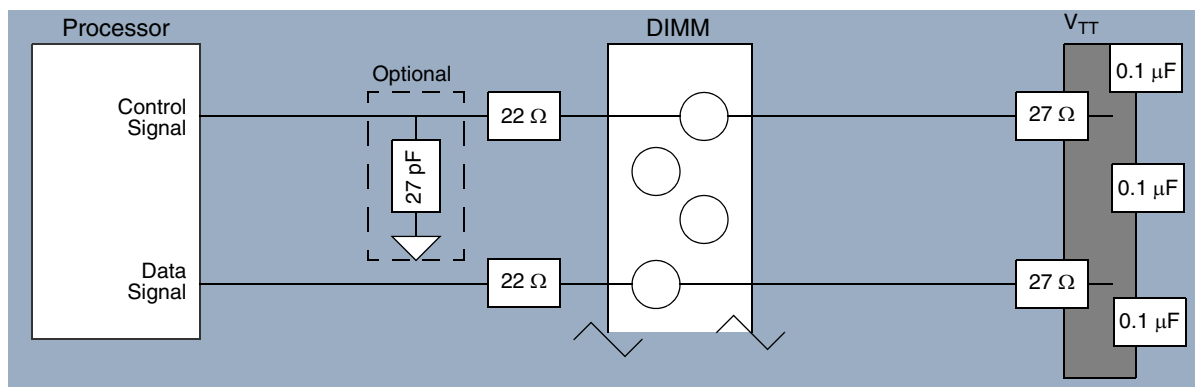 Processor
DIMM
V_TT
0.1 μF
Optional
Control
Signal
22 Ω
27 Ω
27 pF
0.1 μF
Data
Signal
22 Ω
27 Ω
0.1 μF